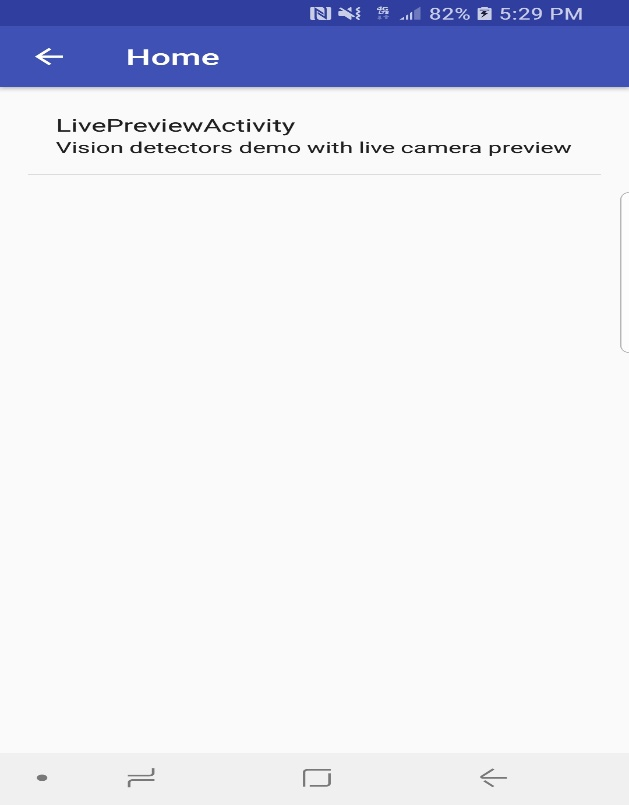 82% 5:29 PM
Home
LivePreviewActivity
Vision detectors demo with live camera preview